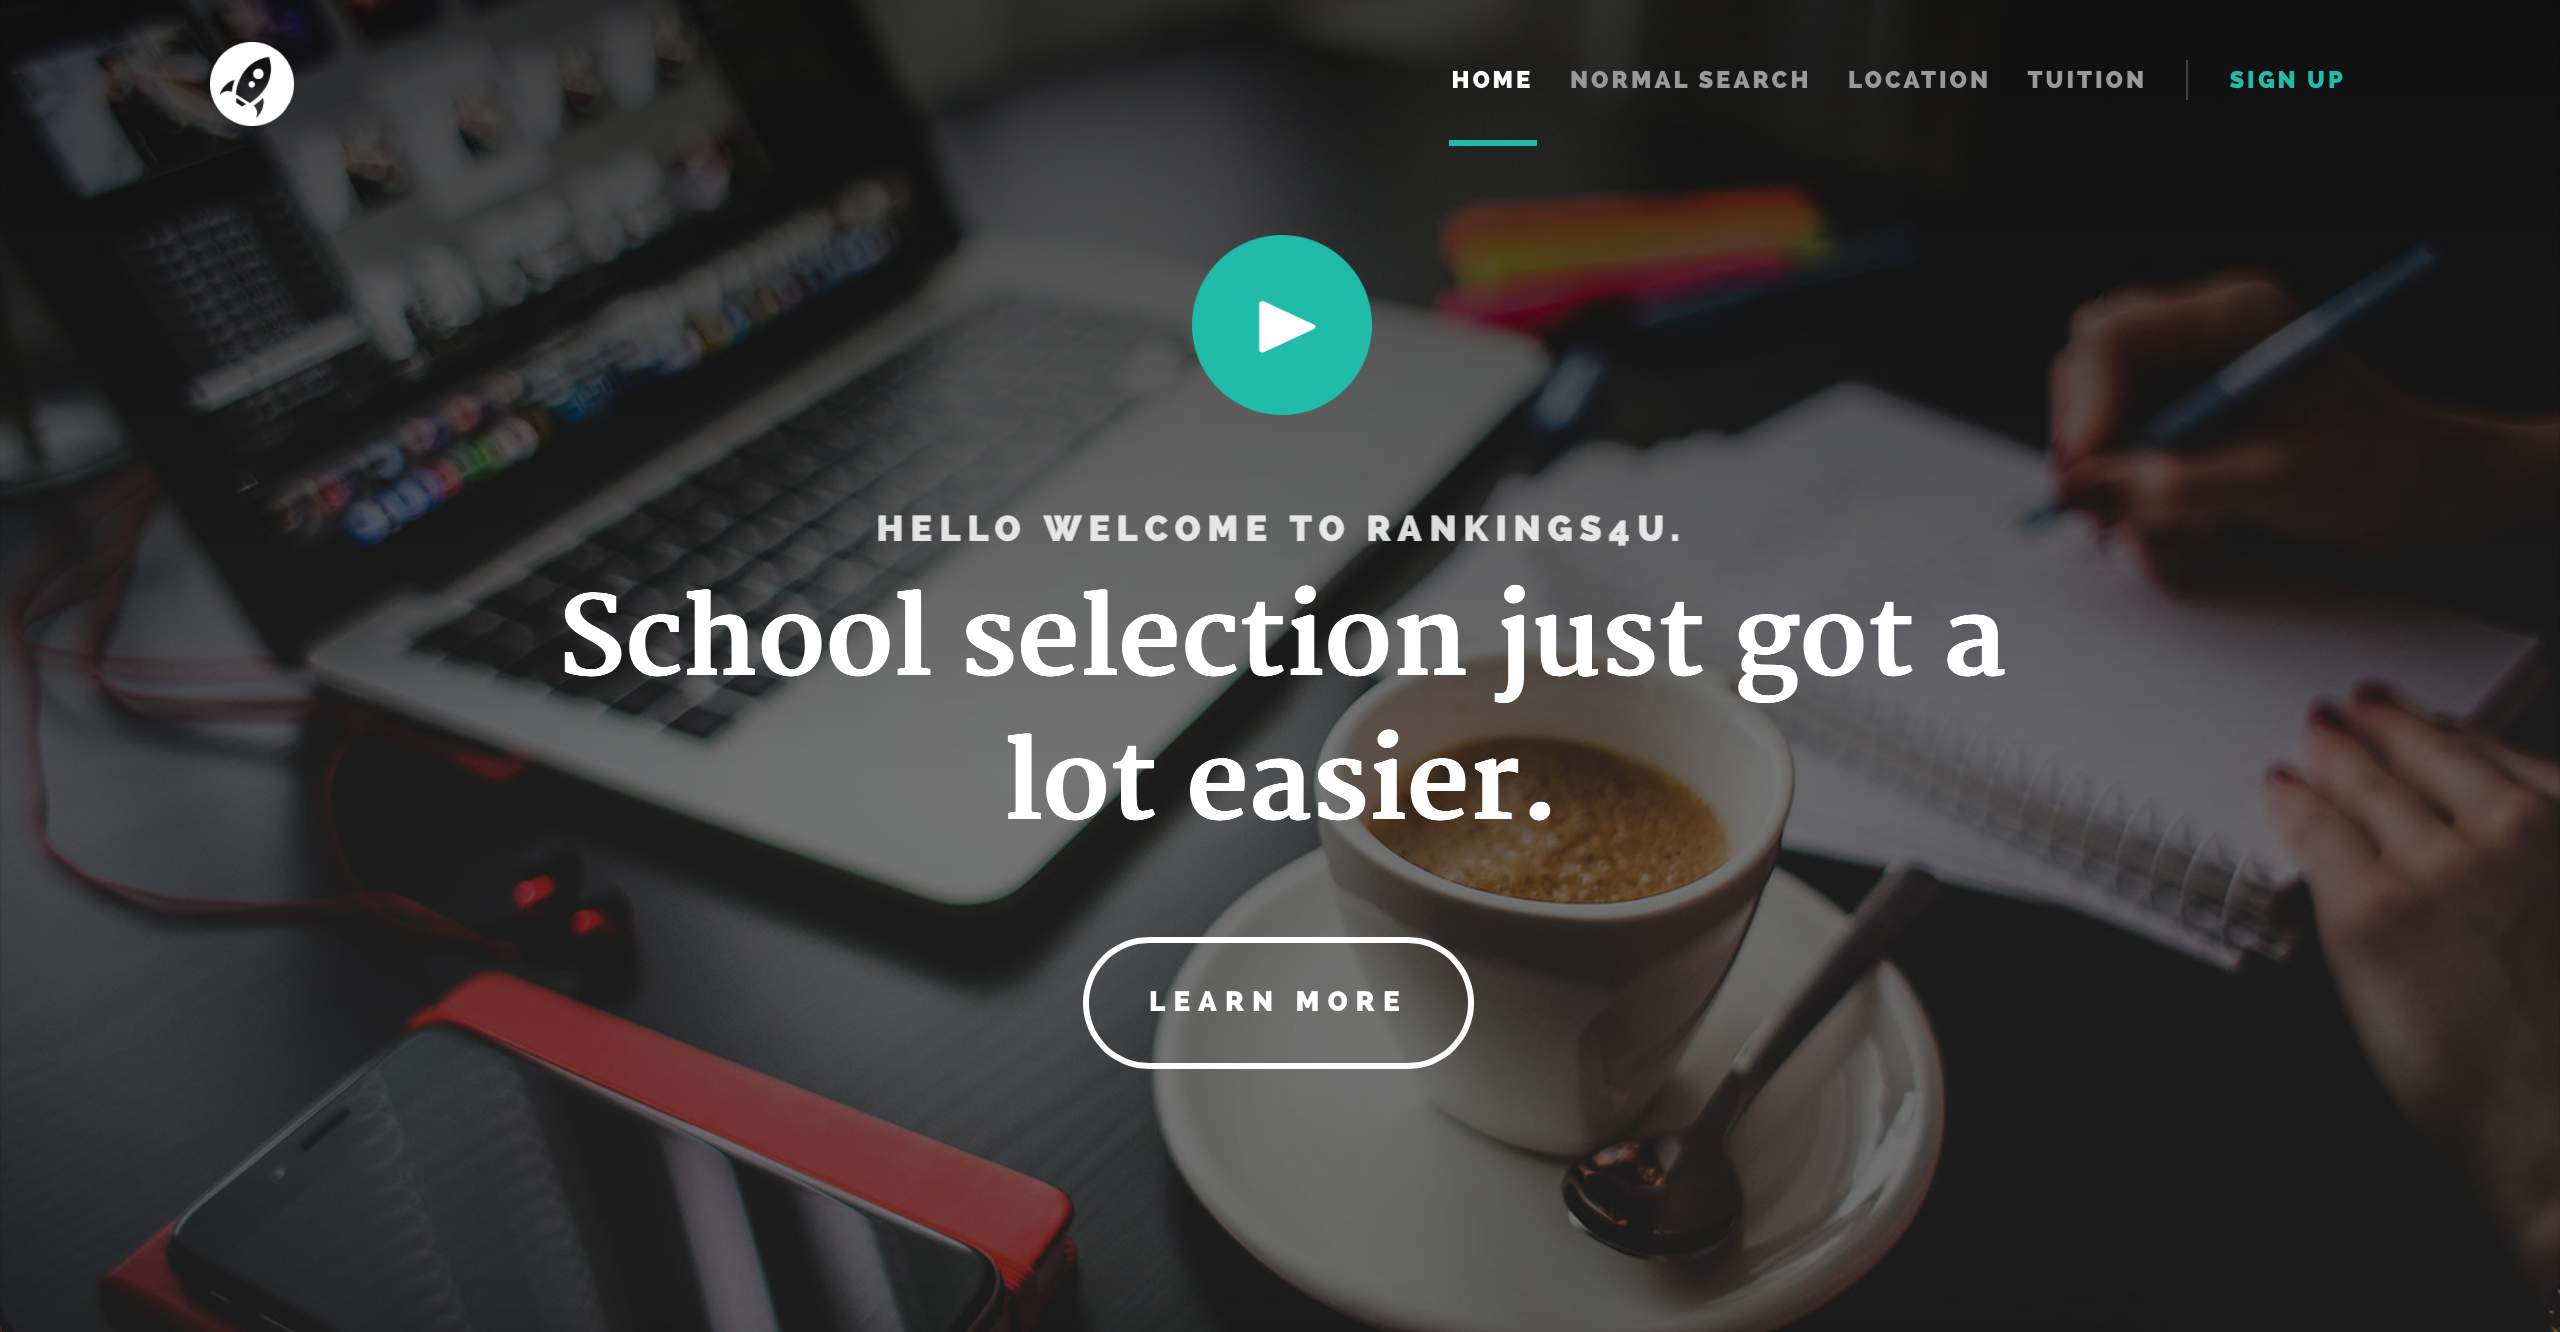 HOME NORMAL SEARCH LOCATION TUITION SIGN UP
HELLO WELCOME TO RANKINGS4U.
School selection just got a
lot easier.
LEARN MORE